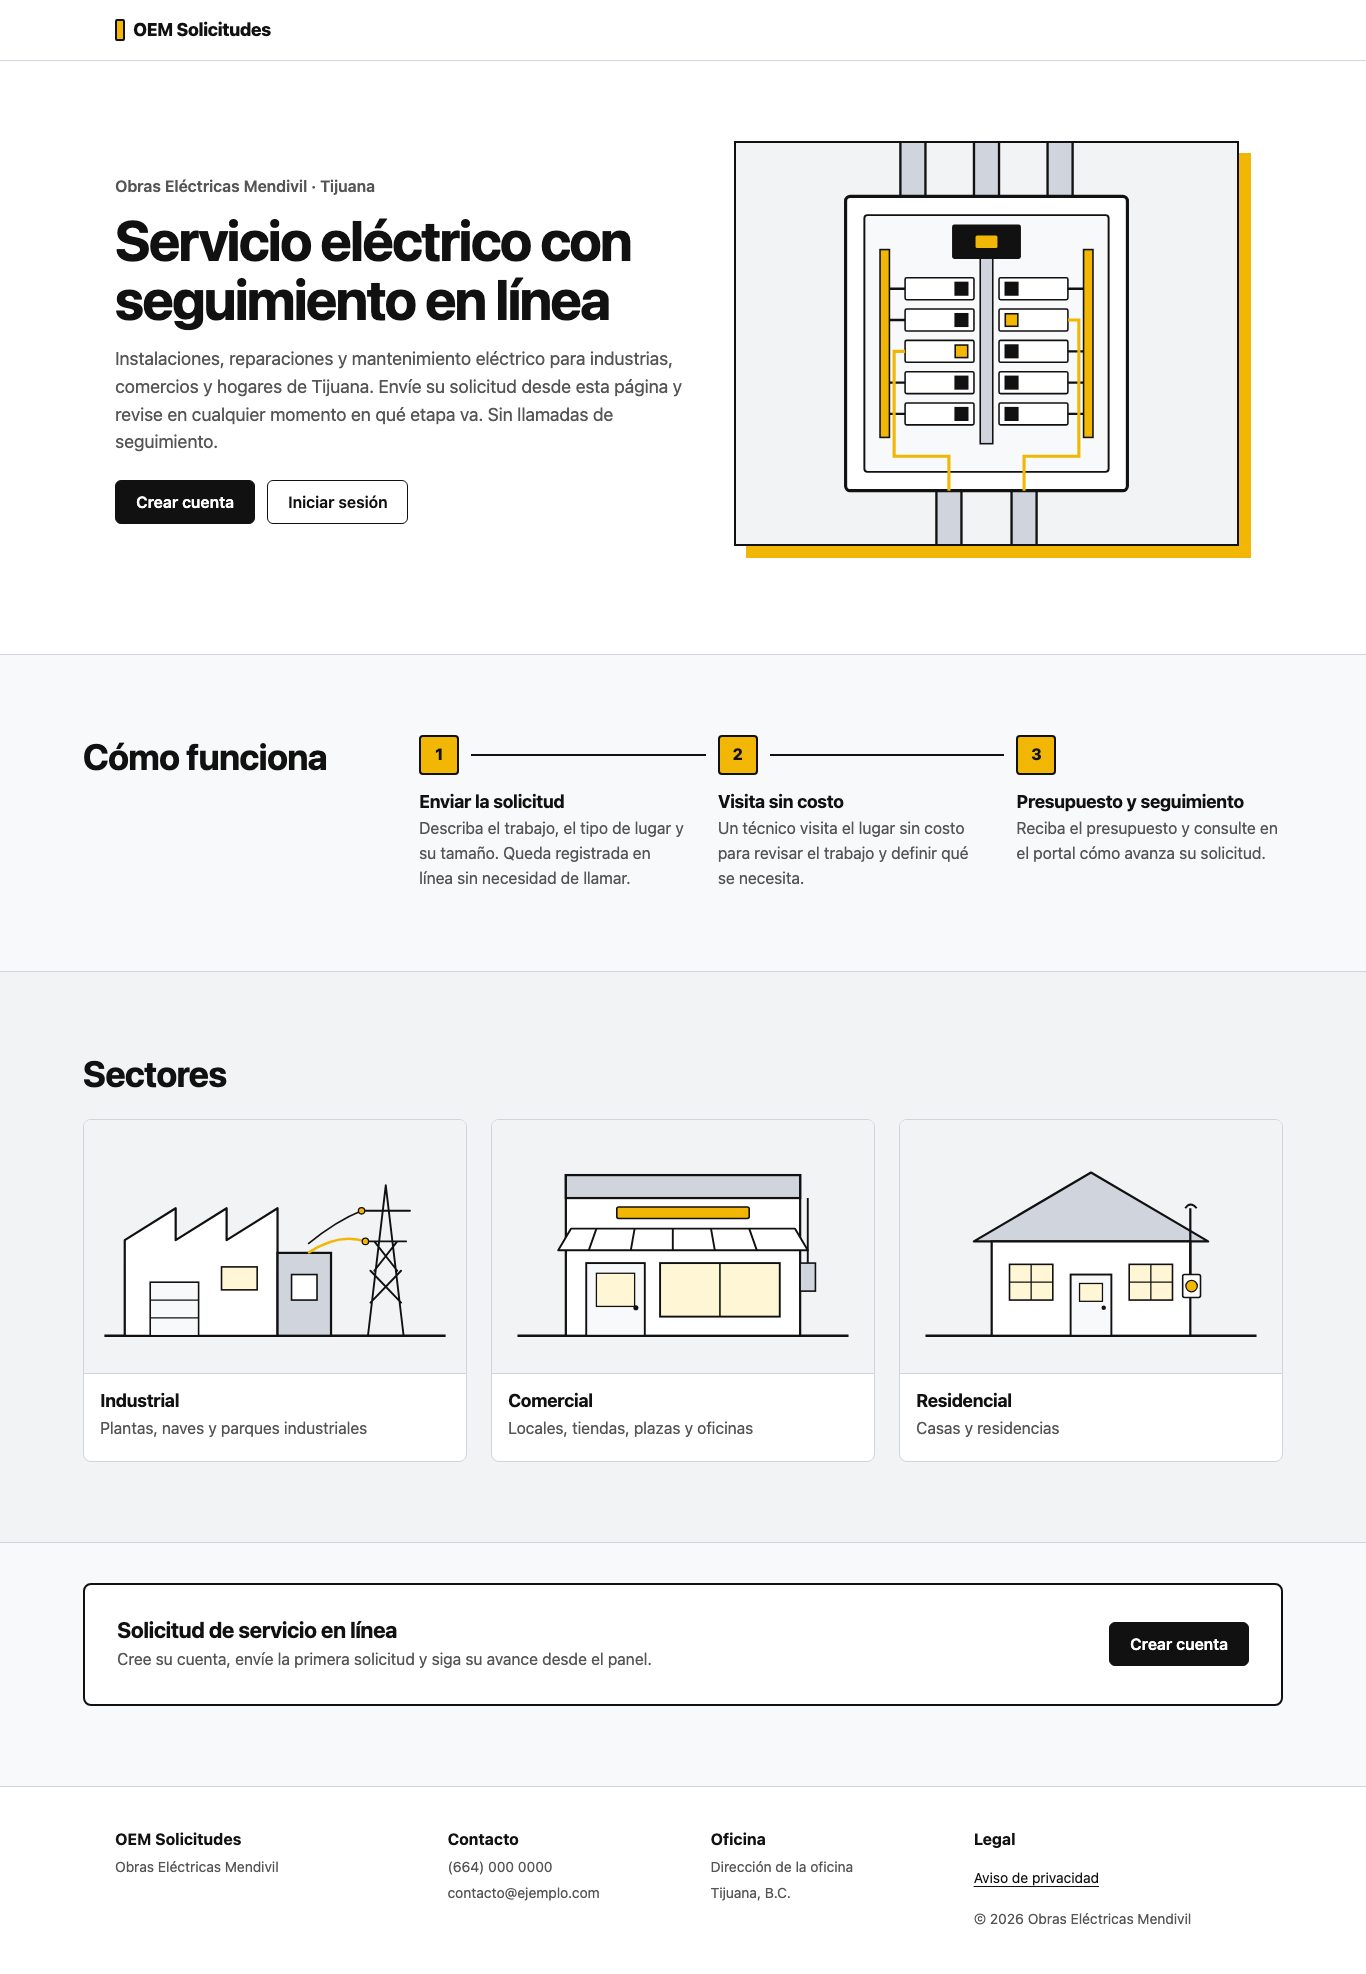 OEM Solicitudes
Obras Eléctricas Mendivil · Tijuana
Servicio eléctrico con
seguimiento en línea
Instalaciones, reparaciones y mantenimiento eléctrico para industrias,
comercios y hogares de Tijuana. Envíe su solicitud desde esta página y
revise en cualquier momento en qué etapa va. Sin llamadas de
seguimiento.
Crear cuenta
Iniciar sesión
Cómo funciona
1
Enviar la solicitud
Describa el trabajo, el tipo de lugar y
su tamaño. Queda registrada en
línea sin necesidad de llamar.
2
Visita sin costo
Un técnico visita el lugar sin costo
para revisar el trabajo y definir qué
se necesita.
3
Presupuesto y seguimiento
Reciba el presupuesto y consulte en
el portal cómo avanza su solicitud.
Sectores
Industrial
Plantas, naves y parques industriales
Comercial
Locales, tiendas, plazas y oficinas
Residencial
Casas y residencias
Solicitud de servicio en línea
Cree su cuenta, envíe la primera solicitud y siga su avance desde el panel.
Crear cuenta
OEM Solicitudes
Obras Eléctricas Mendivil
Contacto
(664) 000 0000
contacto@ejemplo.com
Oficina
Dirección de la oficina
Tijuana, B.C.
Legal
Aviso de privacidad
© 2026 Obras Eléctricas Mendivil